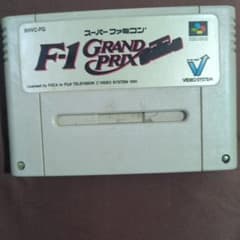 SHVC-FG
スーパーファミコン
F-1 GRAND
PRIX
VIDEO SYSTEM
Licensed by FOCA to FUJI TELEVISION © VIDEO SYSTEM 1992